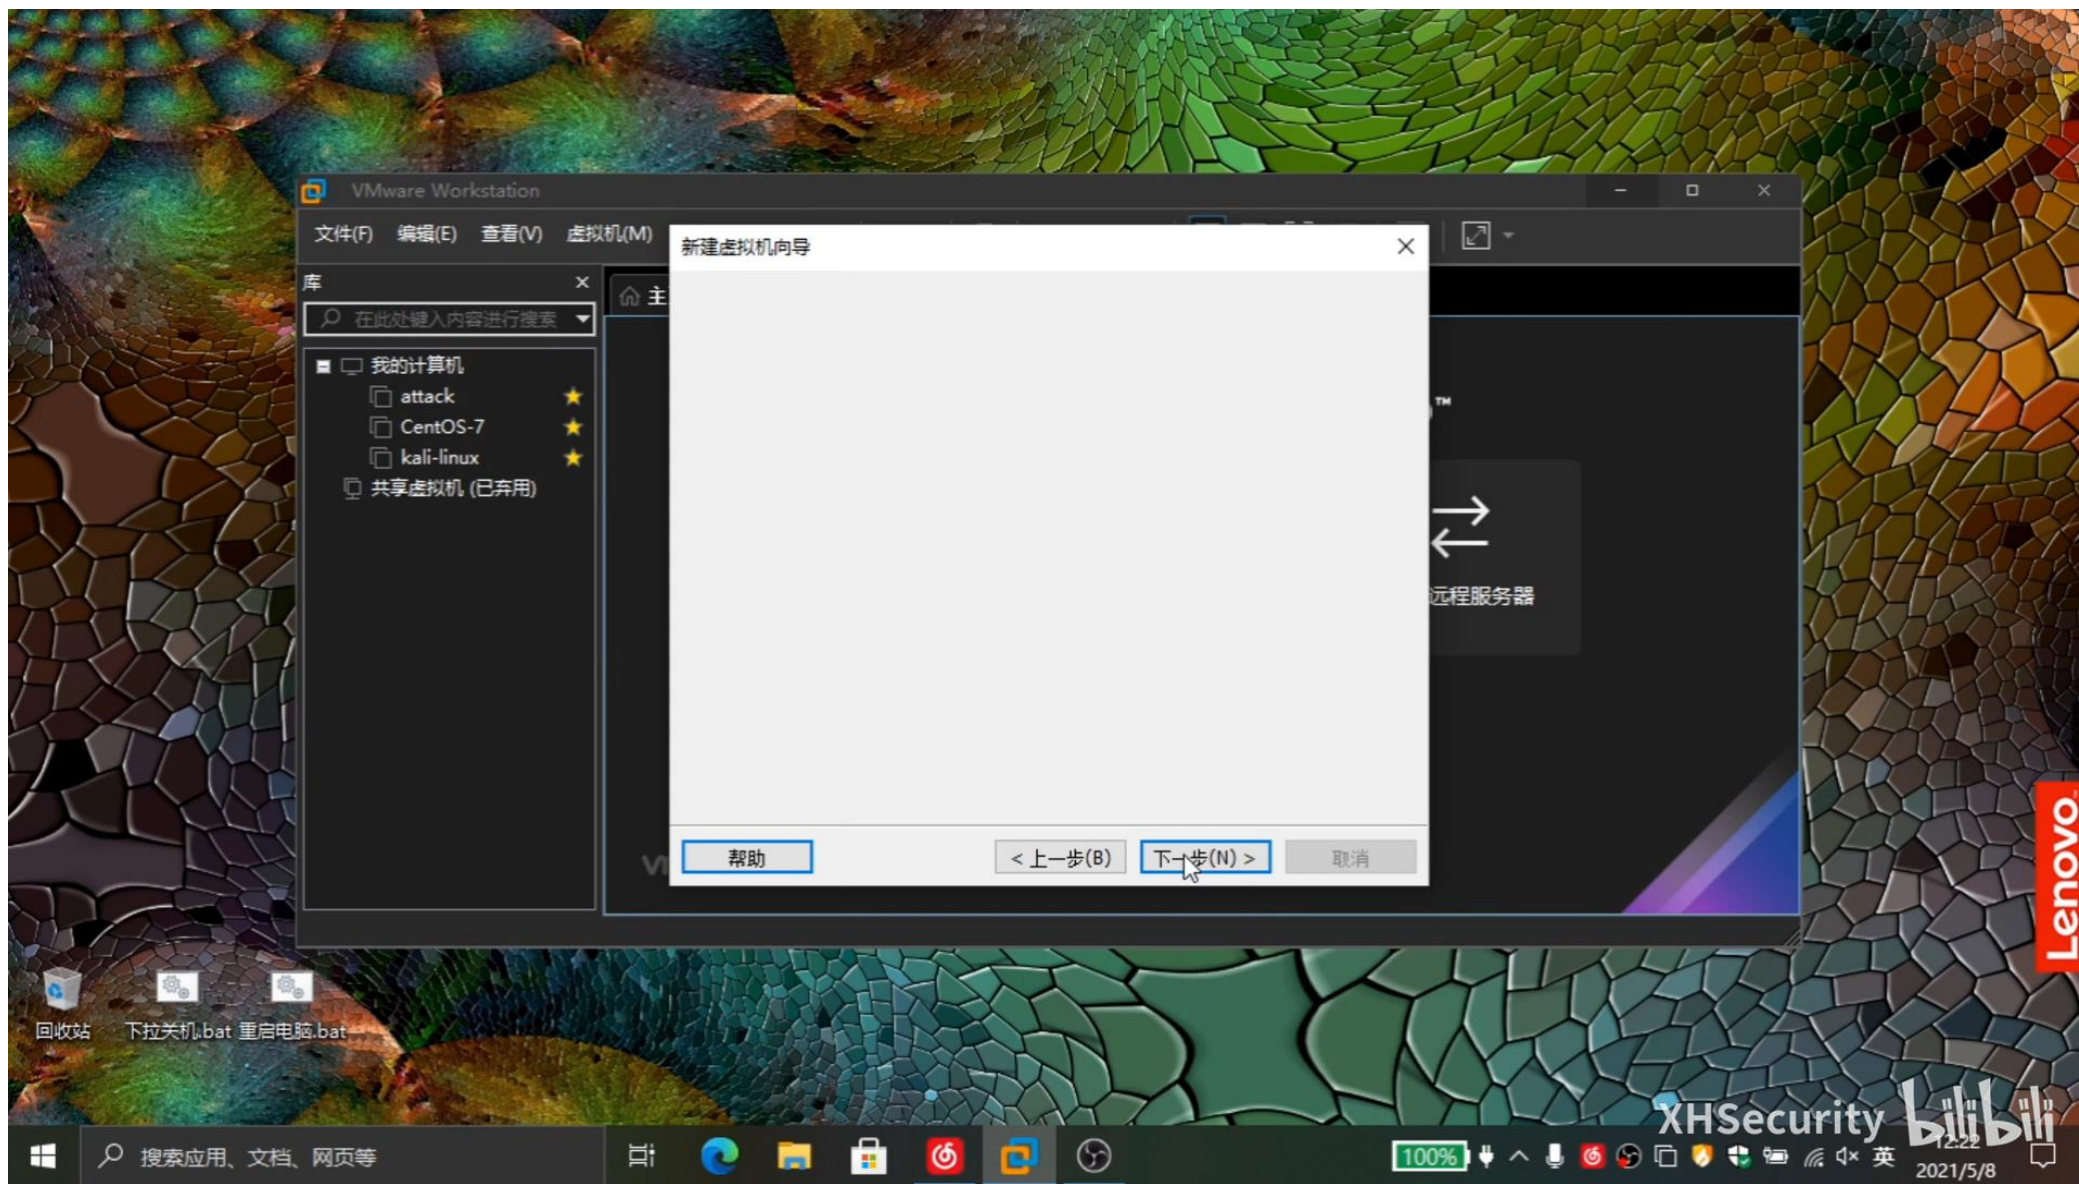 VMware Workstation
文件(F) 编辑(E) 查看(V) 虚拟机(M)
新建虚拟机向导
库
主
在此处键入内容进行搜索
我的计算机
attack
CentOS-7
kali-linux
共享虚拟机 (已弃用)
™
远程服务器
帮助
< 上一步(B)
下一步(N) >
取消
Lenovo
回收站
下拉关机.bat
重启电脑.bat
XHSecurity bilibili
搜索应用、文档、网页等
100%
英
12:22
2021/5/8